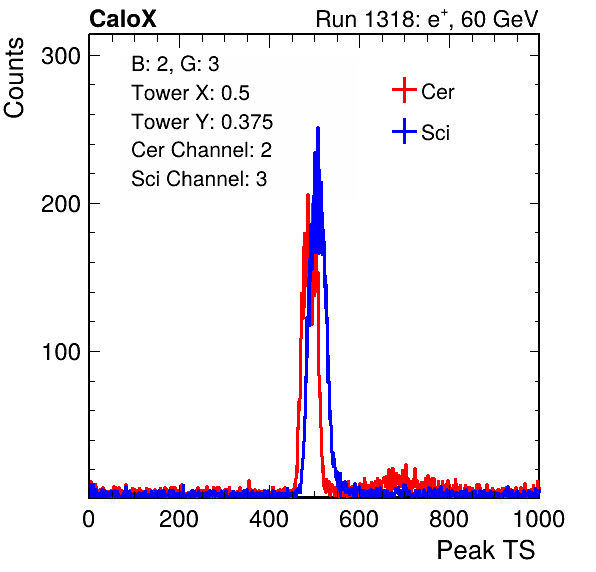 CaloX
Run 1318: e⁺, 60 GeV
Counts
300
200
100
B: 2, G: 3
Tower X: 0.5
Tower Y: 0.375
Cer Channel: 2
Sci Channel: 3
Cer
Sci
0 200 400 600 800 1000
Peak TS